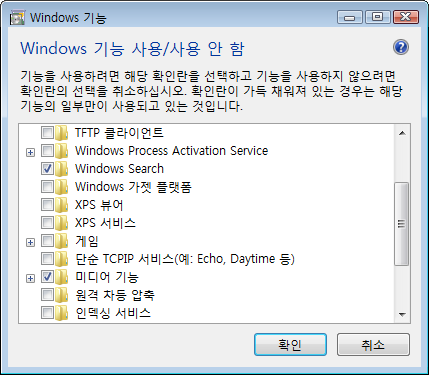 Windows 기능
Windows 기능 사용/사용 안 함
기능을 사용하려면 해당 확인란을 선택하고 기능을 사용하지 않으려면
확인란의 선택을 취소하십시오. 확인란이 가득 채워져 있는 경우는 해당
기능의 일부만이 사용되고 있는 것입니다.
TFTP 클라이언트
Windows Process Activation Service
Windows Search
Windows 가젯 플랫폼
XPS 뷰어
XPS 서비스
게임
단순 TCPIP 서비스(예: Echo, Daytime 등)
미디어 기능
원격 차등 압축
인덱싱 서비스
확인
취소